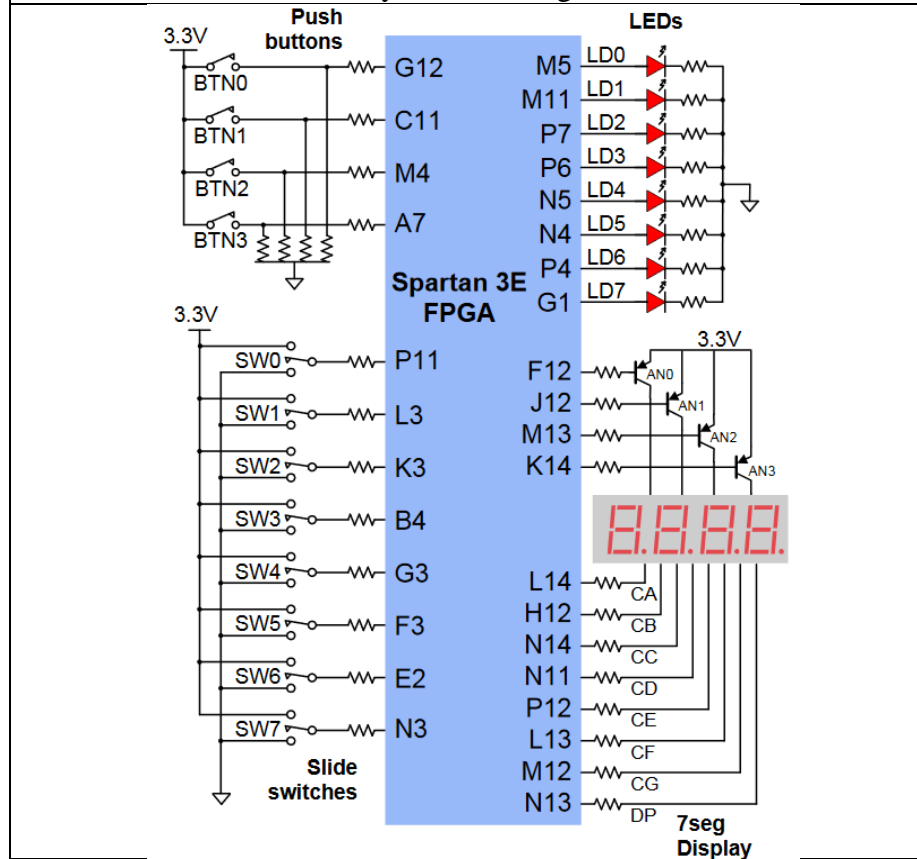 Push
buttons
LEDs
3.3V
BTN0
G12
BTN1
C11
BTN2
M4
BTN3
A7
M5 LD0
M11 LD1
P7 LD2
P6 LD3
N5 LD4
N4 LD5
P4 LD6
G1 LD7
Spartan 3E
FPGA
3.3V
SW0 P11
SW1 L3
SW2 K3
SW3 B4
SW4 G3
SW5 F3
SW6 E2
SW7 N3
Slide
switches
3.3V
F12 AN0
J12 AN1
M13 AN2
K14 AN3
8.8.8.8.
L14 CA
H12 CB
N14 CC
N11 CD
P12 CE
L13 CF
M12 CG
N13 DP
7seg
Display